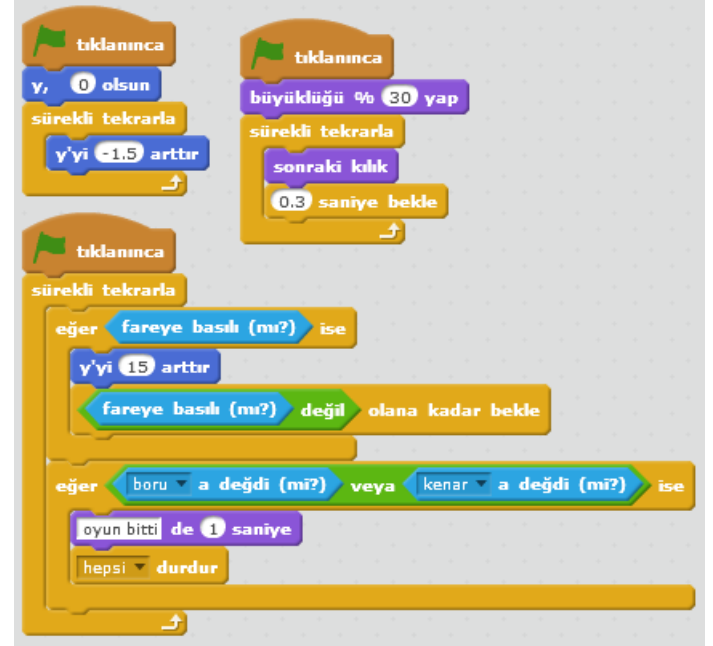 tıklanınca
y, 0 olsun
sürekli tekrarla
y'yi -1.5 arttır
tıklanınca
büyüklüğü % 30 yap
sürekli tekrarla
sonraki kılık
0.3 saniye bekle
tıklanınca
sürekli tekrarla
eğer fareye basılı (mı?) ise
y'yi 15 arttır
fareye basılı (mı?) değil olana kadar bekle
eğer boru a değdi (mi?) veya kenar a değdi (mi?) ise
oyun bitti de 1 saniye
hepsi durdur